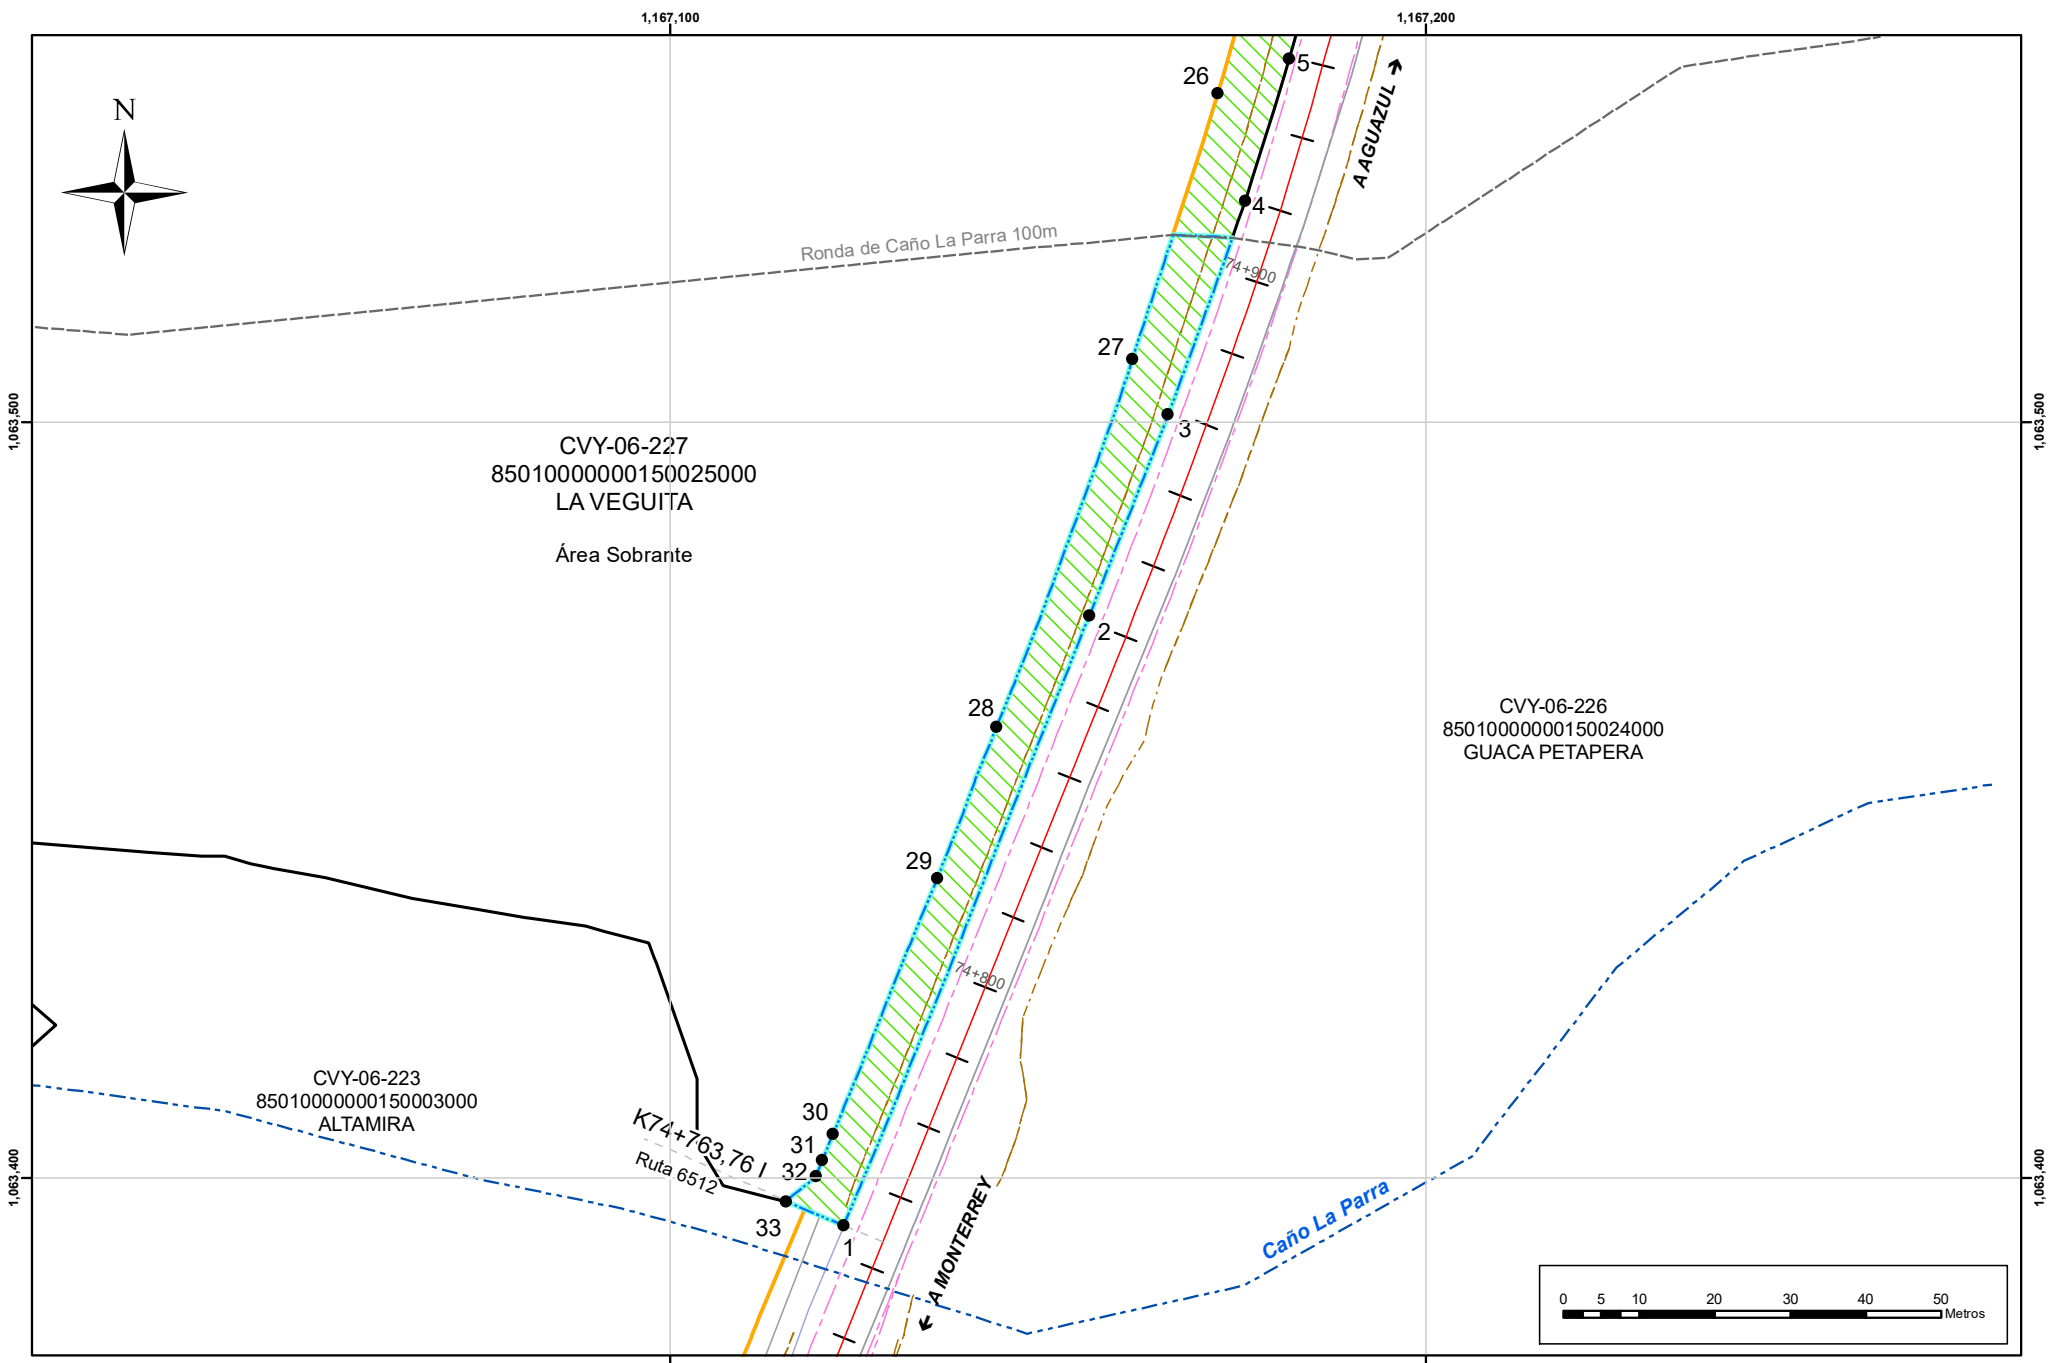 1,167,100
1,167,200
N
26
5
A AGUAZUL
4
Ronda de Caño La Parra 100m
74+900
27
3
1,063,500
1,063,500
CVY-06-227
850100000000150025000
LA VEGUITA
Área Sobrante
2
28
CVY-06-226
850100000000150024000
GUACA PETAPERA
29
74+800
CVY-06-223
850100000000150003000
ALTAMIRA
30
31
32
33
1
K74+763,76 I
Ruta 6512
1,063,400
1,063,400
A MONTERREY
Caño La Parra
0 5 10 20 30 40 50
Metros